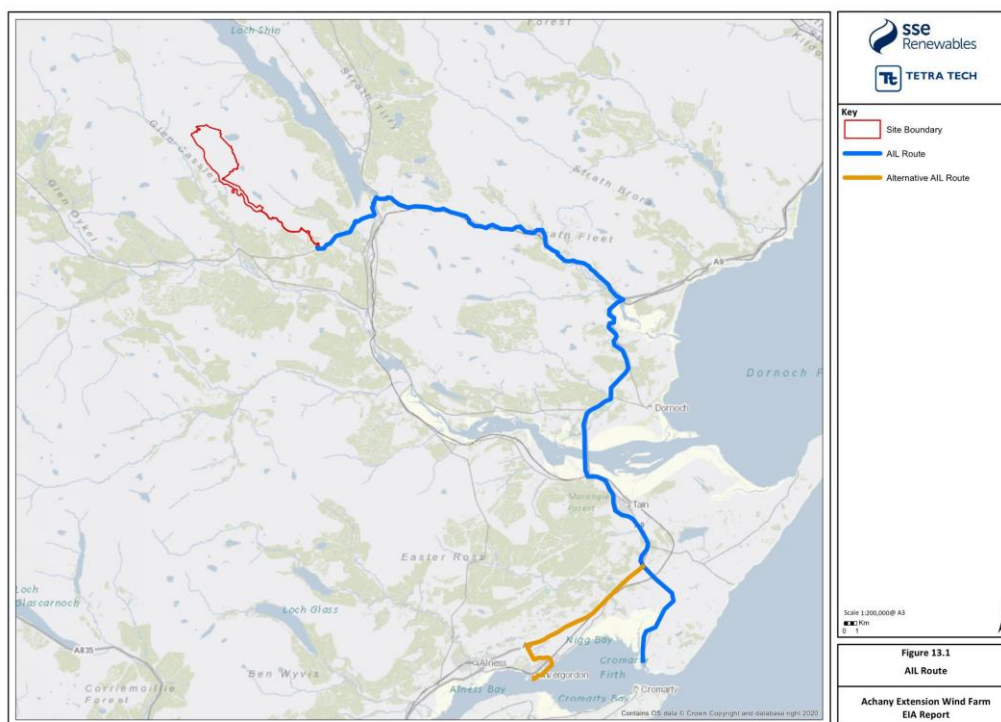 Loch Shin
Forest
Strath Tirry
Glen Cassley
Strath Brora
Glen Oykel
ath Fleet
A9
Dornoch F
Dornoch
Morangie
Forest
Tain
A9
Easter Ross
Loch
Glascarnoch
Loch Glass
Nigg Bay
A835
Alness
Cromarty
Firth
Ben Wyvis
vergordon
Corriemoillie
Forest
Alness Bay
Cromarty Bay
Cromarty
Contains OS data © Crown Copyright and database right 2020
sse
Renewables
Tt TETRA TECH
Key
Site Boundary
AIL Route
Alternative AIL Route
Scale 1:200,000@ A3
Km
0 1
Figure 13.1
AIL Route
Achany Extension Wind Farm
EIA Report